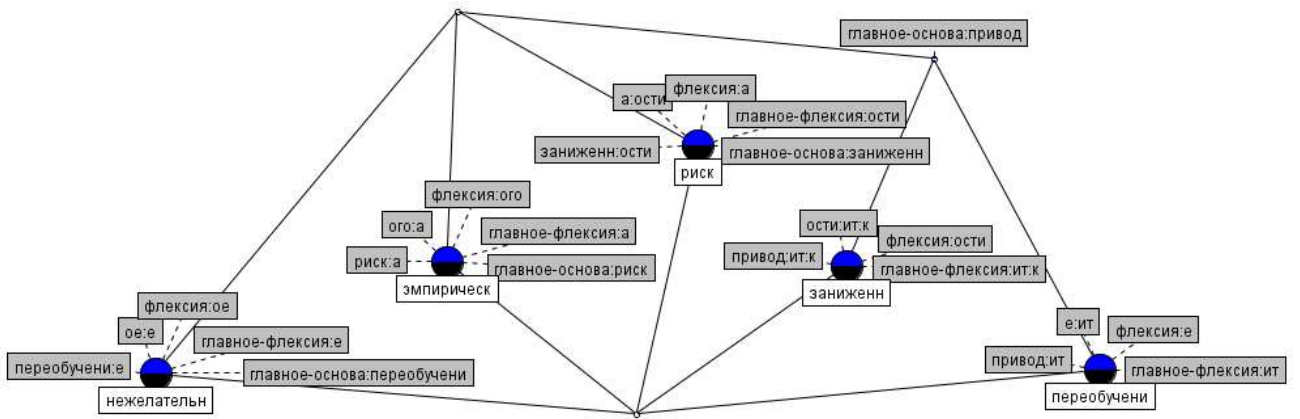 главное-основа:привод
а:ости
флексия:а
главное-флексия:ости
заниженн:ости
главное-основа:заниженн
риск
флексия:ого
ого:а
главное-флексия:а
риск:а
главное-основа:риск
эмпирическ
ости:ит:к
флексия:ости
привод:ит:к
главное-флексия:ит:к
заниженн
флексия:ое
ое:е
главное-флексия:е
переобучени:е
главное-основа:переобучени
нежелательн
е:ит
флексия:е
привод:ит
главное-флексия:ит
переобучени